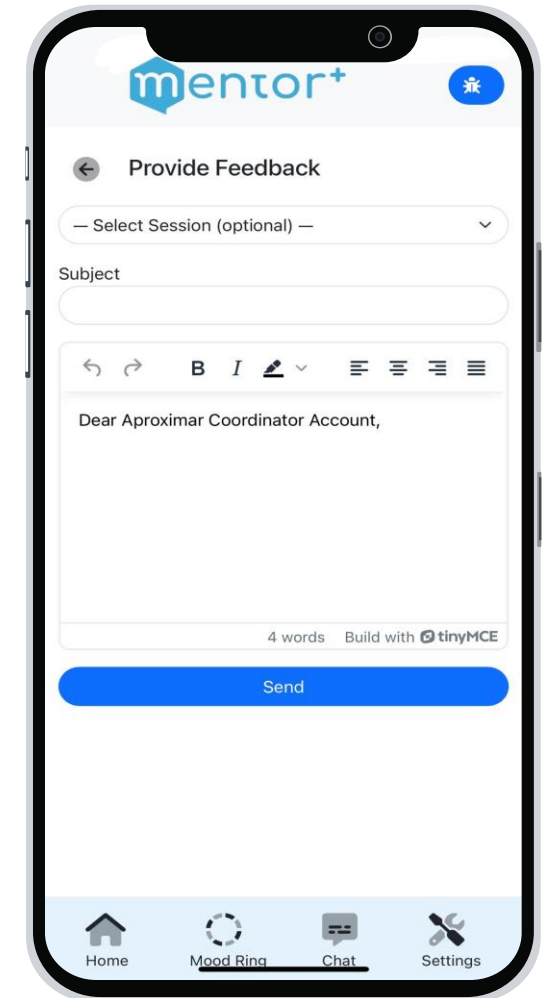 mentor+
Provide Feedback
— Select Session (optional) —
Subject
B I
Dear Aproximar Coordinator Account,
4 words Build with tinyMCE
Send
Home Mood Ring Chat Settings